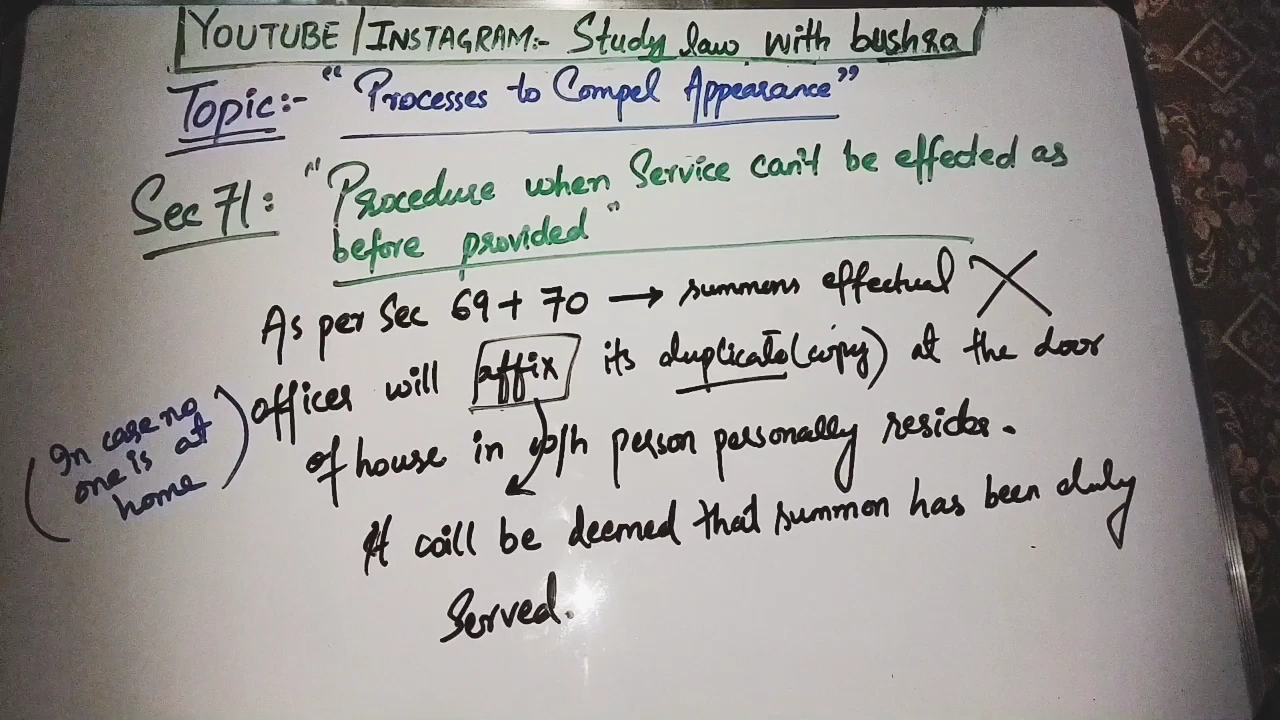 YOUTUBE/INSTAGRAM:- Study law with bushra
Topic:- "Processes to Compel Appearance"
Sec 71: "Procedure when Service can't be effected as
before provided"
As per Sec 69 + 70 → summons effectual
officer will affix its duplicate (copy) at the door
of house in w/h person personally resides.
(In case no
one is at
home)
It will be deemed that summon has been duly
Served.